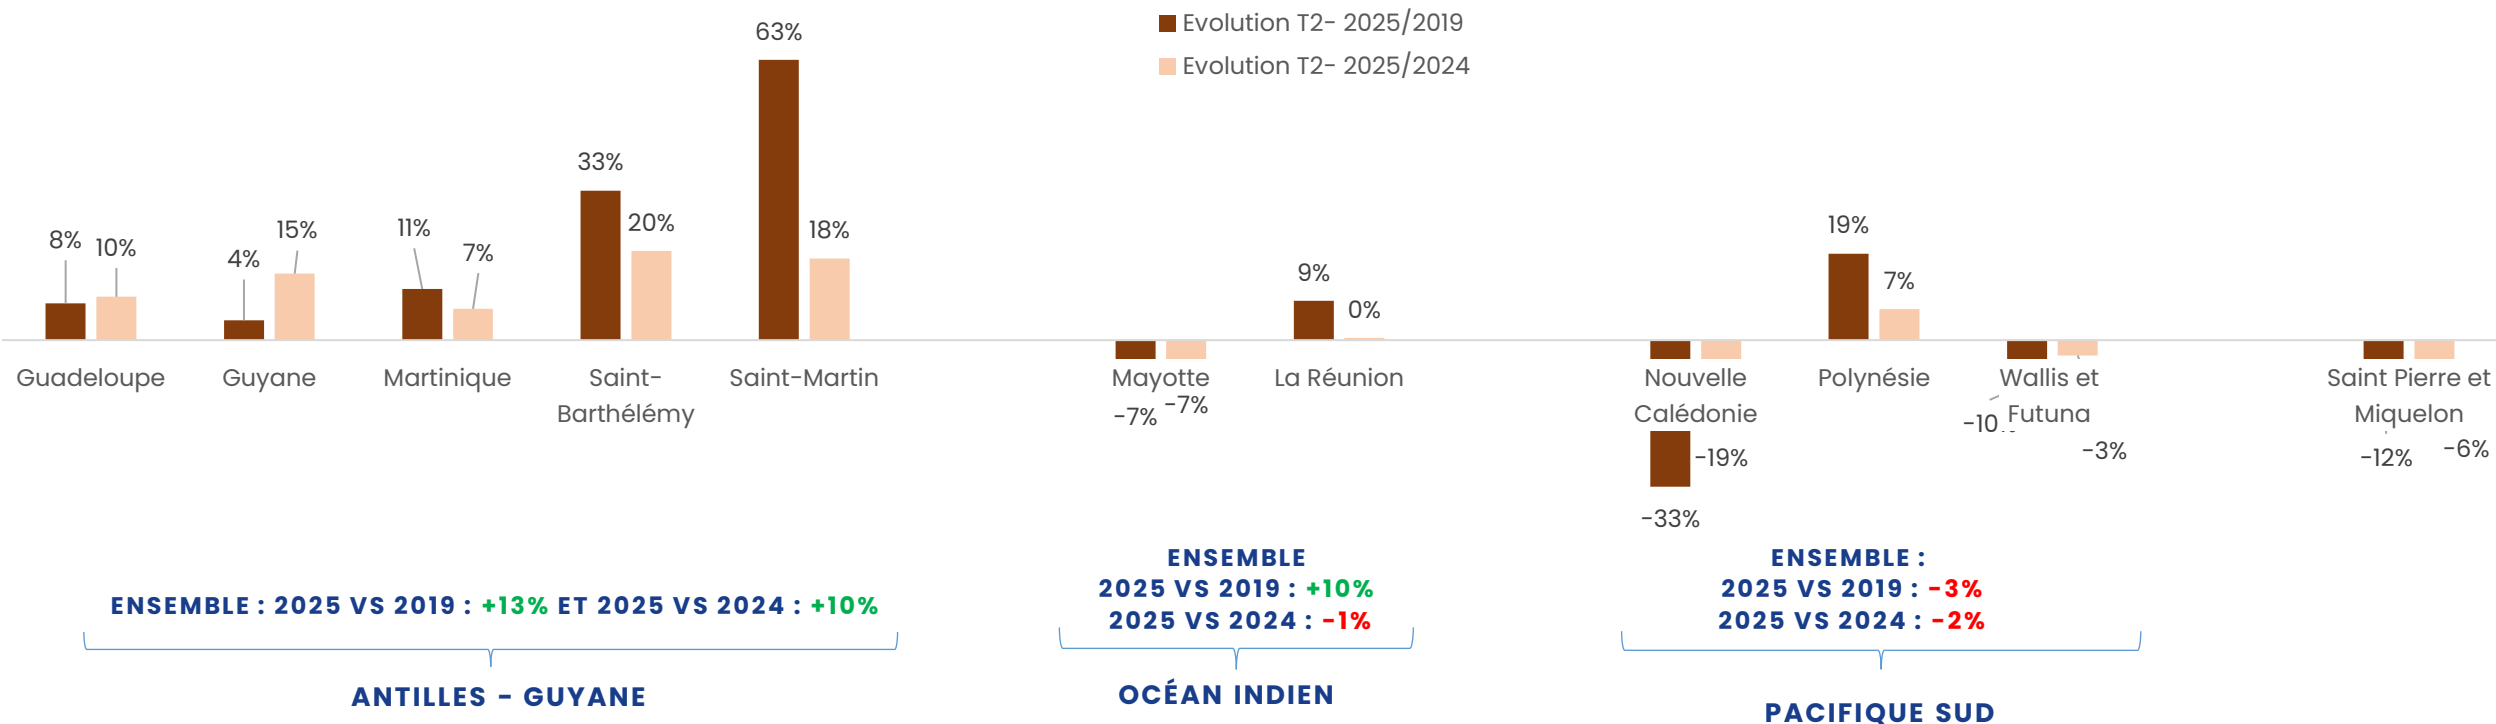 Evolution T2- 2025/2019
Evolution T2- 2025/2024
8%
10%
4%
15%
11%
7%
33%
20%
63%
18%
9%
0%
19%
7%
Guadeloupe
Guyane
Martinique
Saint-
Barthélémy
Saint-Martin
Mayotte
-7%
-7%
La Réunion
Nouvelle
Calédonie
-19%
-33%
Polynésie
Wallis et
Futuna
-10
-3%
Saint Pierre et
Miquelon
-12%
-6%
ENSEMBLE : 2025 VS 2019 : +13% ET 2025 VS 2024 : +10%
ANTILLES - GUYANE
ENSEMBLE
2025 VS 2019 : +10%
2025 VS 2024 : -1%
OCÉAN INDIEN
ENSEMBLE :
2025 VS 2019 : -3%
2025 VS 2024 : -2%
PACIFIQUE SUD